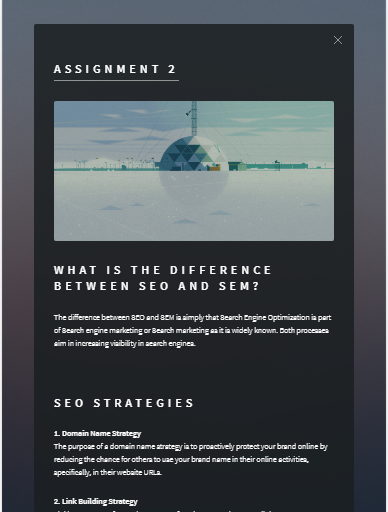 ASSIGNMENT 2
WHAT IS THE DIFFERENCE
BETWEEN SEO AND SEM?
The difference between SEO and SEM is simply that Search Engine Optimization is part
of Search engine marketing or Search marketing as it is widely known. Both processes
aim in increasing visibility in search engines.
SEO STRATEGIES
1. Domain Name Strategy
The purpose of a domain name strategy is to proactively protect your brand online by
reducing the chance for others to use your brand name in their online activities,
specifically, in their website URLs.
2. Link Building Strategy